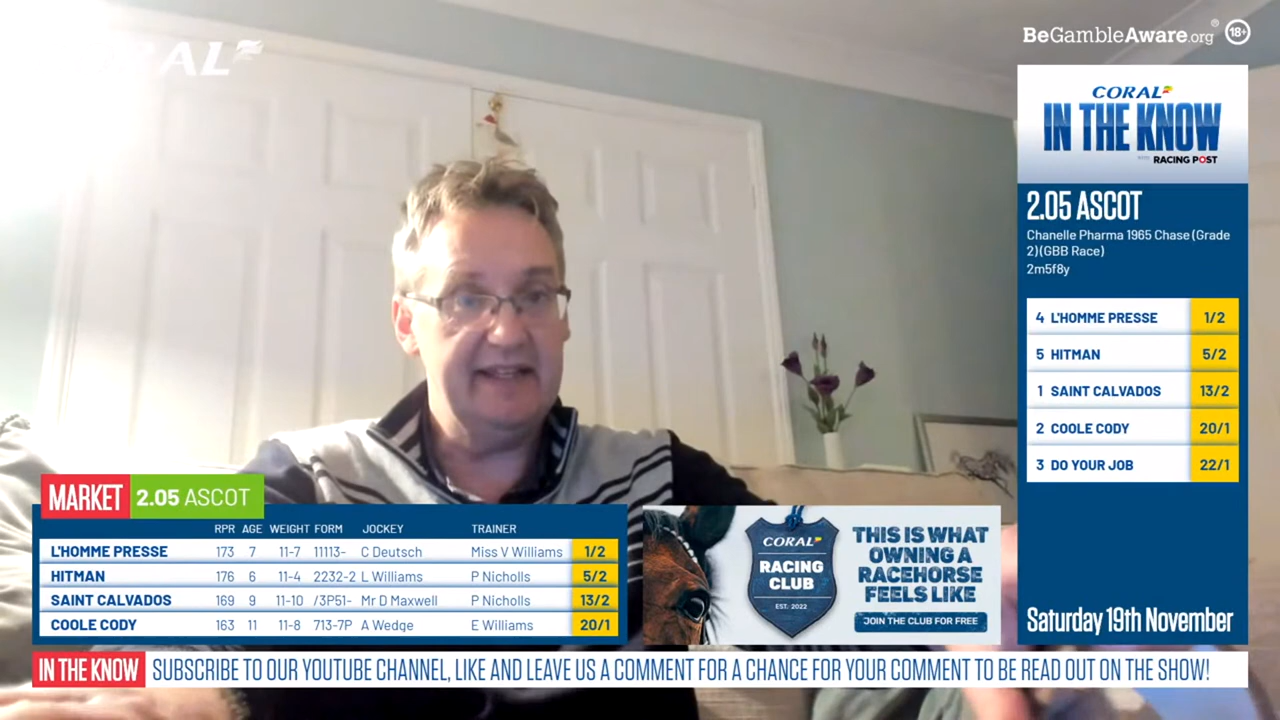 CORAL
BeGambleAware.org® 18+
CORAL
IN THE KNOW
WITH RACING POST
2.05 ASCOT
Chanelle Pharma 1965 Chase (Grade
2) (GBB Race)
2m5f8y
4 L'HOMME PRESSE 1/2
5 HITMAN 5/2
1 SAINT CALVADOS 13/2
2 COOLE CODY 20/1
3 DO YOUR JOB 22/1
Saturday 19th November
MARKET 2.05 ASCOT
RPR AGE WEIGHT FORM JOCKEY TRAINER
L'HOMME PRESSE 173 7 11-7 11113- C Deutsch Miss V Williams 1/2
HITMAN 176 6 11-4 2232-2 L Williams P Nicholls 5/2
SAINT CALVADOS 169 9 11-10 /3P51- Mr D Maxwell P Nicholls 13/2
COOLE CODY 163 11 11-8 713-7P A Wedge E Williams 20/1
CORAL
RACING
CLUB
EST. 2022
THIS IS WHAT
OWNING A
RACEHORSE
FEELS LIKE
JOIN THE CLUB FOR FREE
IN THE KNOW SUBSCRIBE TO OUR YOUTUBE CHANNEL, LIKE AND LEAVE US A COMMENT FOR A CHANCE FOR YOUR COMMENT TO BE READ OUT ON THE SHOW!